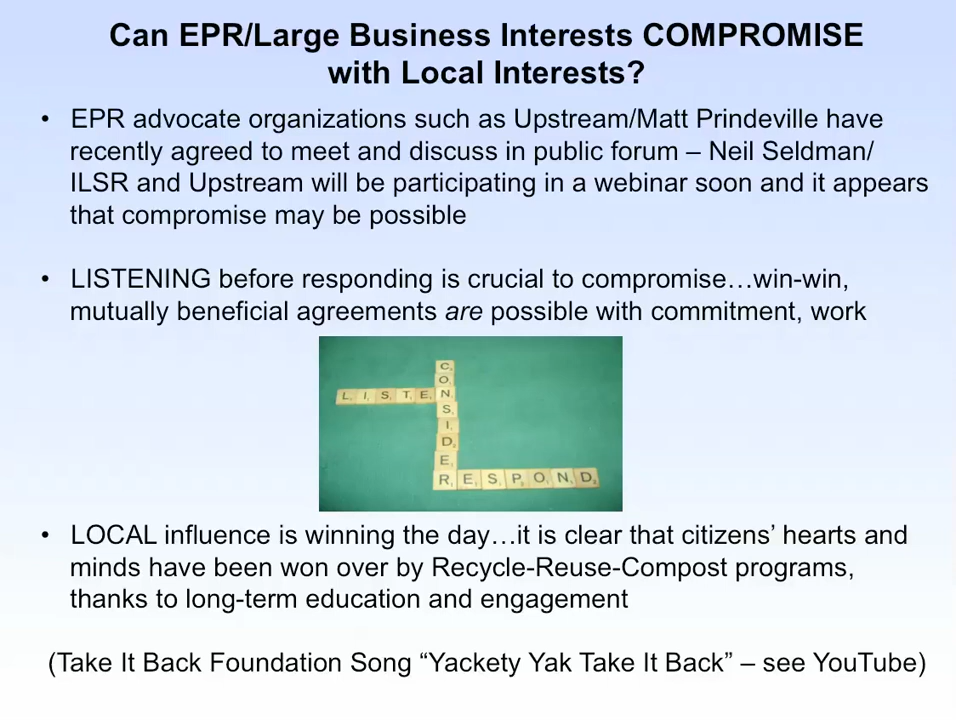 Can EPR/Large Business Interests COMPROMISE
with Local Interests?
• EPR advocate organizations such as Upstream/Matt Prindeville have
recently agreed to meet and discuss in public forum – Neil Seldman/
ILSR and Upstream will be participating in a webinar soon and it appears
that compromise may be possible
• LISTENING before responding is crucial to compromise…win-win,
mutually beneficial agreements are possible with commitment, work
LISTEN
CONSIDER
RESPOND
• LOCAL influence is winning the day…it is clear that citizens’ hearts and
minds have been won over by Recycle-Reuse-Compost programs,
thanks to long-term education and engagement
(Take It Back Foundation Song “Yackety Yak Take It Back” – see YouTube)